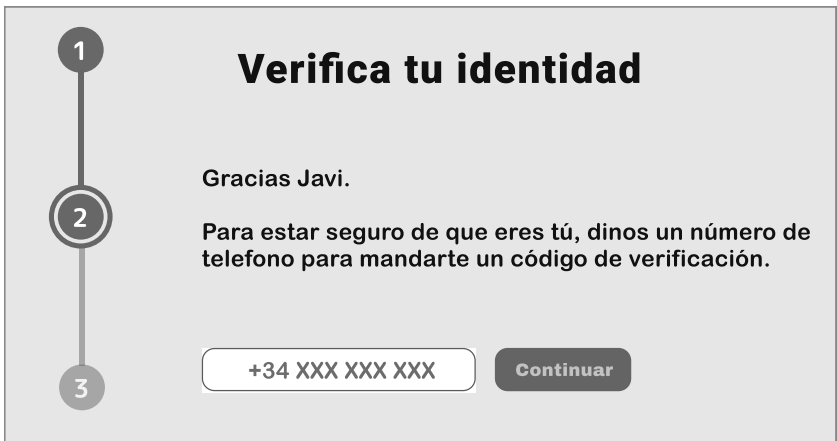 1
Verifica tu identidad
Gracias Javi.
2
Para estar seguro de que eres tú, dinos un número de
telefono para mandarte un código de verificación.
+34 XXX XXX XXX
Continuar
3